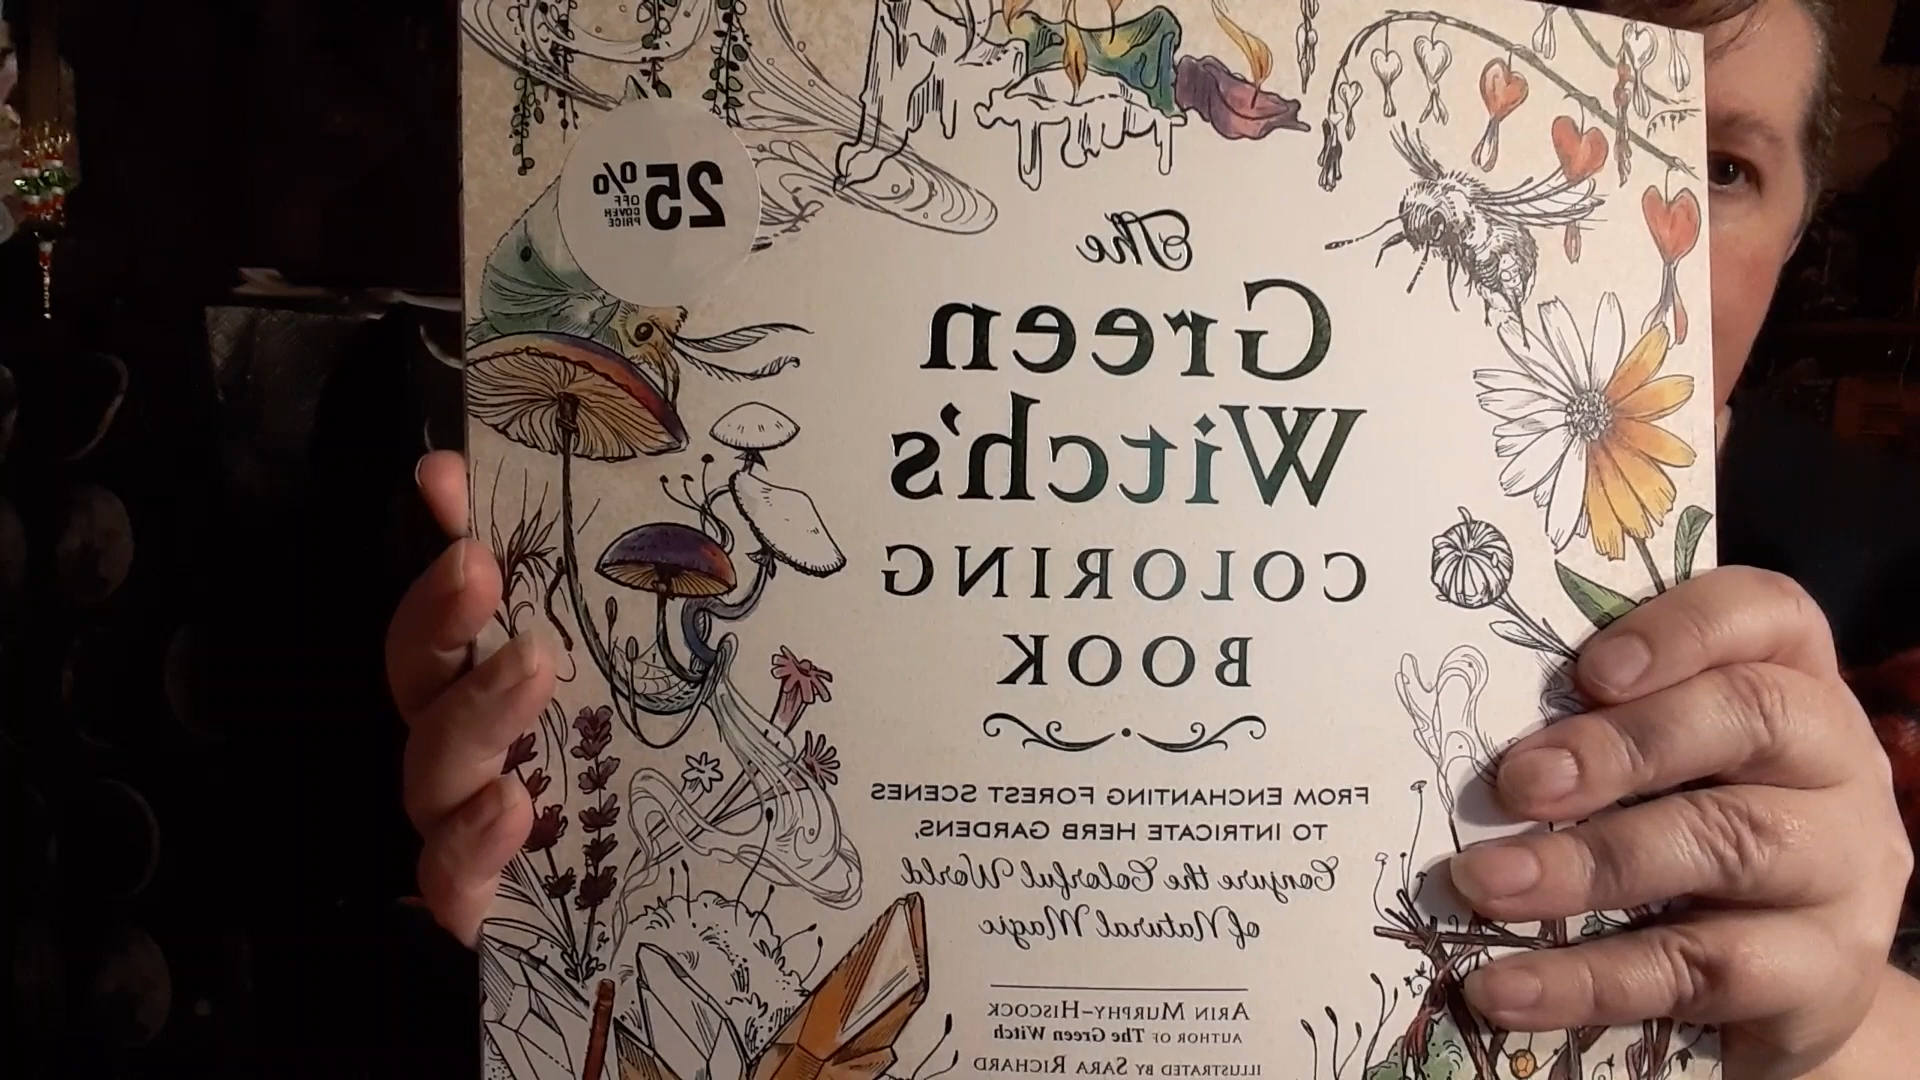 25%
OFF
COVER
PRICE
The
Green
Witch's
COLORING
BOOK
FROM ENCHANTING FOREST SCENES
TO INTRICATE HERB GARDENS,
Conjure the Colorful World
of Natural Magic
ARIN MURPHY-HISCOCK
AUTHOR OF The Green Witch
ILLUSTRATED BY SARA RICHARD